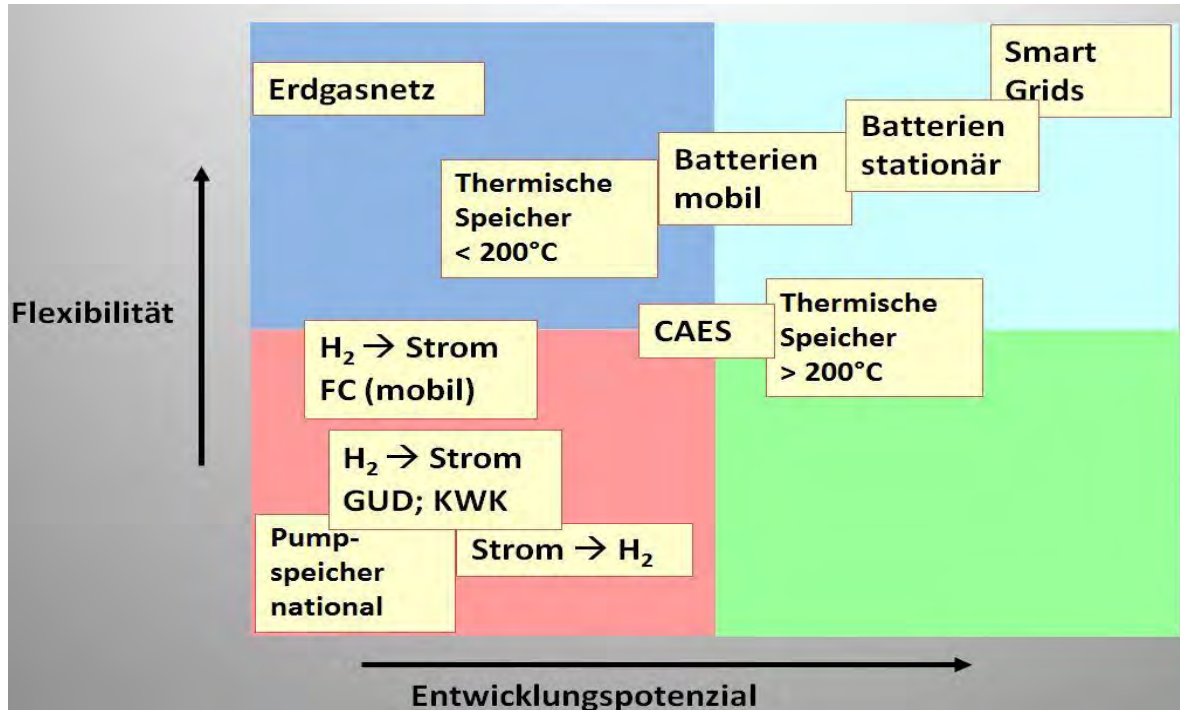 Smart
Grids
Erdgasnetz
Batterien
stationär
Batterien
mobil
Thermische
Speicher
< 200°C
Flexibilität
Thermische
Speicher
> 200°C
CAES
H₂ → Strom
FC (mobil)
H₂ → Strom
GUD; KWK
Pump-
speicher
national
Strom → H₂
Entwicklungspotenzial